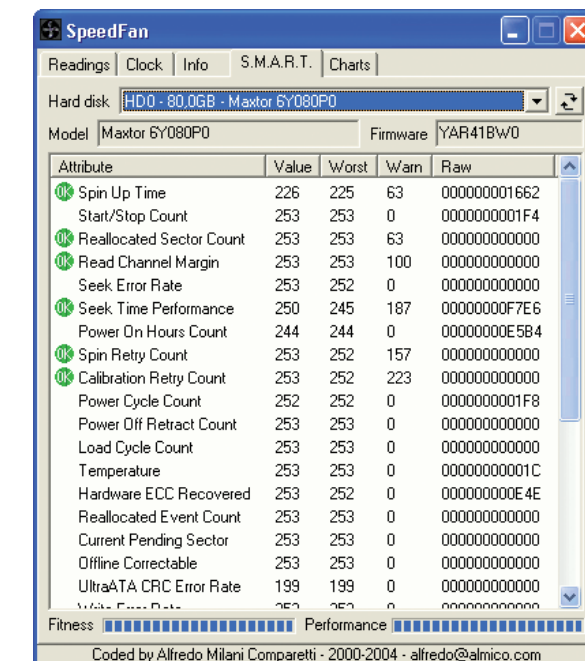 SpeedFan
Readings Clock Info S.M.A.R.T. Charts
Hard disk HD0 - 80,0GB - Maxtor 6Y080P0
Model Maxtor 6Y080P0 Firmware YAR41BW0
Attribute Value Worst Warn Raw
OK Spin Up Time 226 225 63 000000001662
Start/Stop Count 253 253 0 0000000001F4
OK Reallocated Sector Count 253 253 63 000000000000
OK Read Channel Margin 253 253 100 000000000000
Seek Error Rate 253 252 0 000000000000
OK Seek Time Performance 250 245 187 00000000F7E6
Power On Hours Count 244 244 0 00000000E5B4
OK Spin Retry Count 253 252 157 000000000000
OK Calibration Retry Count 253 252 223 000000000000
Power Cycle Count 252 252 0 0000000001F8
Power Off Retract Count 253 253 0 000000000000
Load Cycle Count 253 253 0 000000000000
Temperature 253 253 0 00000000001C
Hardware ECC Recovered 253 252 0 000000000E4E
Reallocated Event Count 253 253 0 000000000000
Current Pending Sector 253 253 0 000000000000
Offline Correctable 253 253 0 000000000000
UltraATA CRC Error Rate 199 199 0 000000000000
Fitness Performance
Coded by Alfredo Milani Comparetti - 2000-2004 - alfredo@almico.com